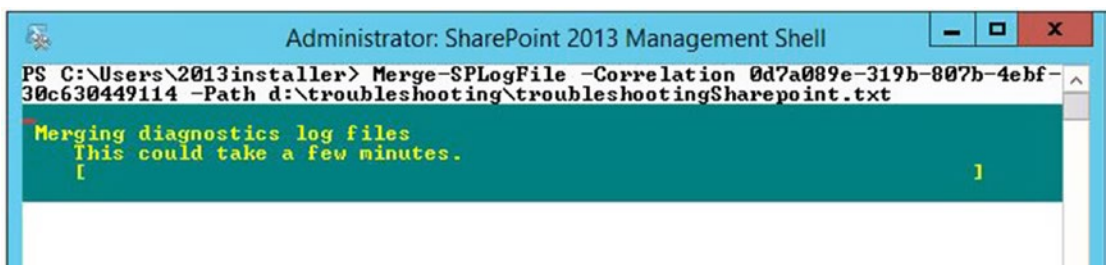 Administrator: SharePoint 2013 Management Shell
PS C:\Users\2013installer> Merge-SPLogFile -Correlation 0d7a089e-319b-807b-4ebf-
30c630449114 -Path d:\troubleshooting\troubleshootingSharepoint.txt
Merging diagnostics log files
This could take a few minutes.
[ ]